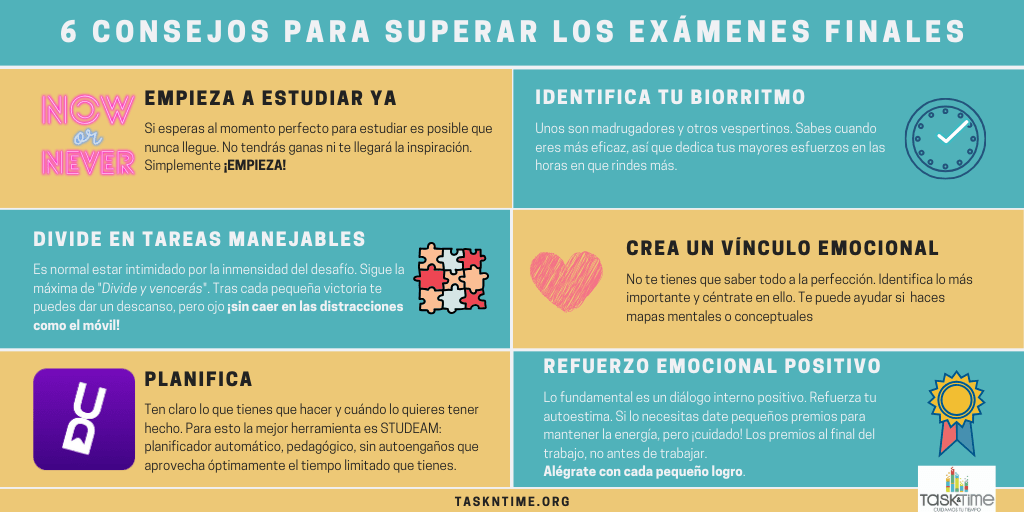 6 CONSEJOS PARA SUPERAR LOS EXÁMENES FINALES
NOW
or
NEVER
EMPIEZA A ESTUDIAR YA
Si esperas al momento perfecto para estudiar es posible que
nunca llegue. No tendrás ganas ni te llegará la inspiración.
Simplemente ¡EMPIEZA!
IDENTIFICA TU BIORRITMO
Unos son madrugadores y otros vespertinos. Sabes cuando
eres más eficaz, así que dedica tus mayores esfuerzos en las
horas en que rindes más.
DIVIDE EN TAREAS MANEJABLES
Es normal estar intimidado por la inmensidad del desafío. Sigue la
máxima de "Divide y vencerás". Tras cada pequeña victoria te
puedes dar un descanso, pero ojo ¡sin caer en las distracciones
como el móvil!
CREA UN VÍNCULO EMOCIONAL
No te tienes que saber todo a la perfección. Identifica lo más
importante y céntrate en ello. Te puede ayudar si haces
mapas mentales o conceptuales
PLANIFICA
Ten claro lo que tienes que hacer y cuándo lo quieres tener
hecho. Para esto la mejor herramienta es STUDEAM:
planificador automático, pedagógico, sin autoengaños que
aprovecha óptimamente el tiempo limitado que tienes.
REFUERZO EMOCIONAL POSITIVO
Lo fundamental es un diálogo interno positivo. Refuerza tu
autoestima. Si lo necesitas date pequeños premios para
mantener la energía, pero ¡cuidado! Los premios al final del
trabajo, no antes de trabajar.
Alégrate con cada pequeño logro.
TASKNTIME.ORG
TASK&TIME
CUIDAMOS TU TIEMPO